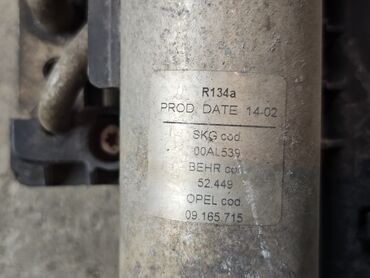 R134a
PROD. DATE 14-02
SKG cod.
00AL539
BEHR cod.
52.449
OPEL cod.
09.165.715